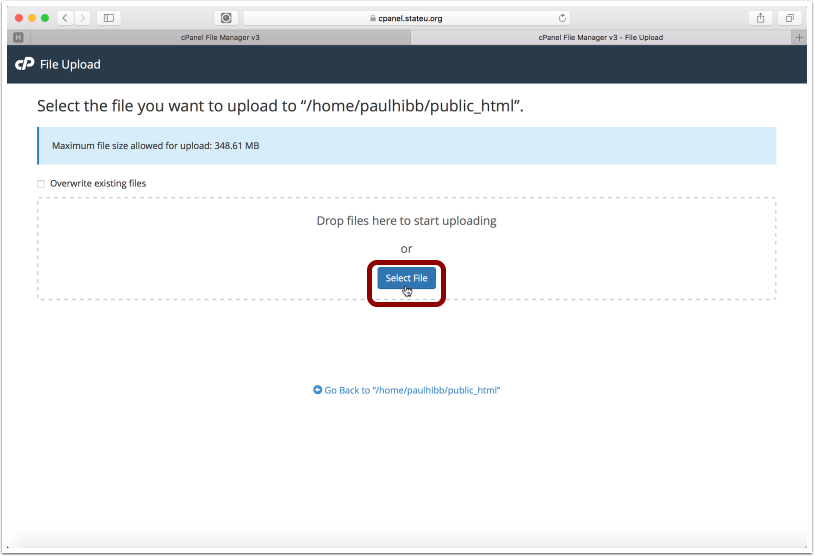 cpanel.stateu.org
H
cPanel File Manager v3
cPanel File Manager v3 - File Upload
+
cP File Upload
Select the file you want to upload to “/home/paulhibb/public_html”.
Maximum file size allowed for upload: 348.61 MB
Overwrite existing files
Drop files here to start uploading
or
Select File
Go Back to “/home/paulhibb/public_html”